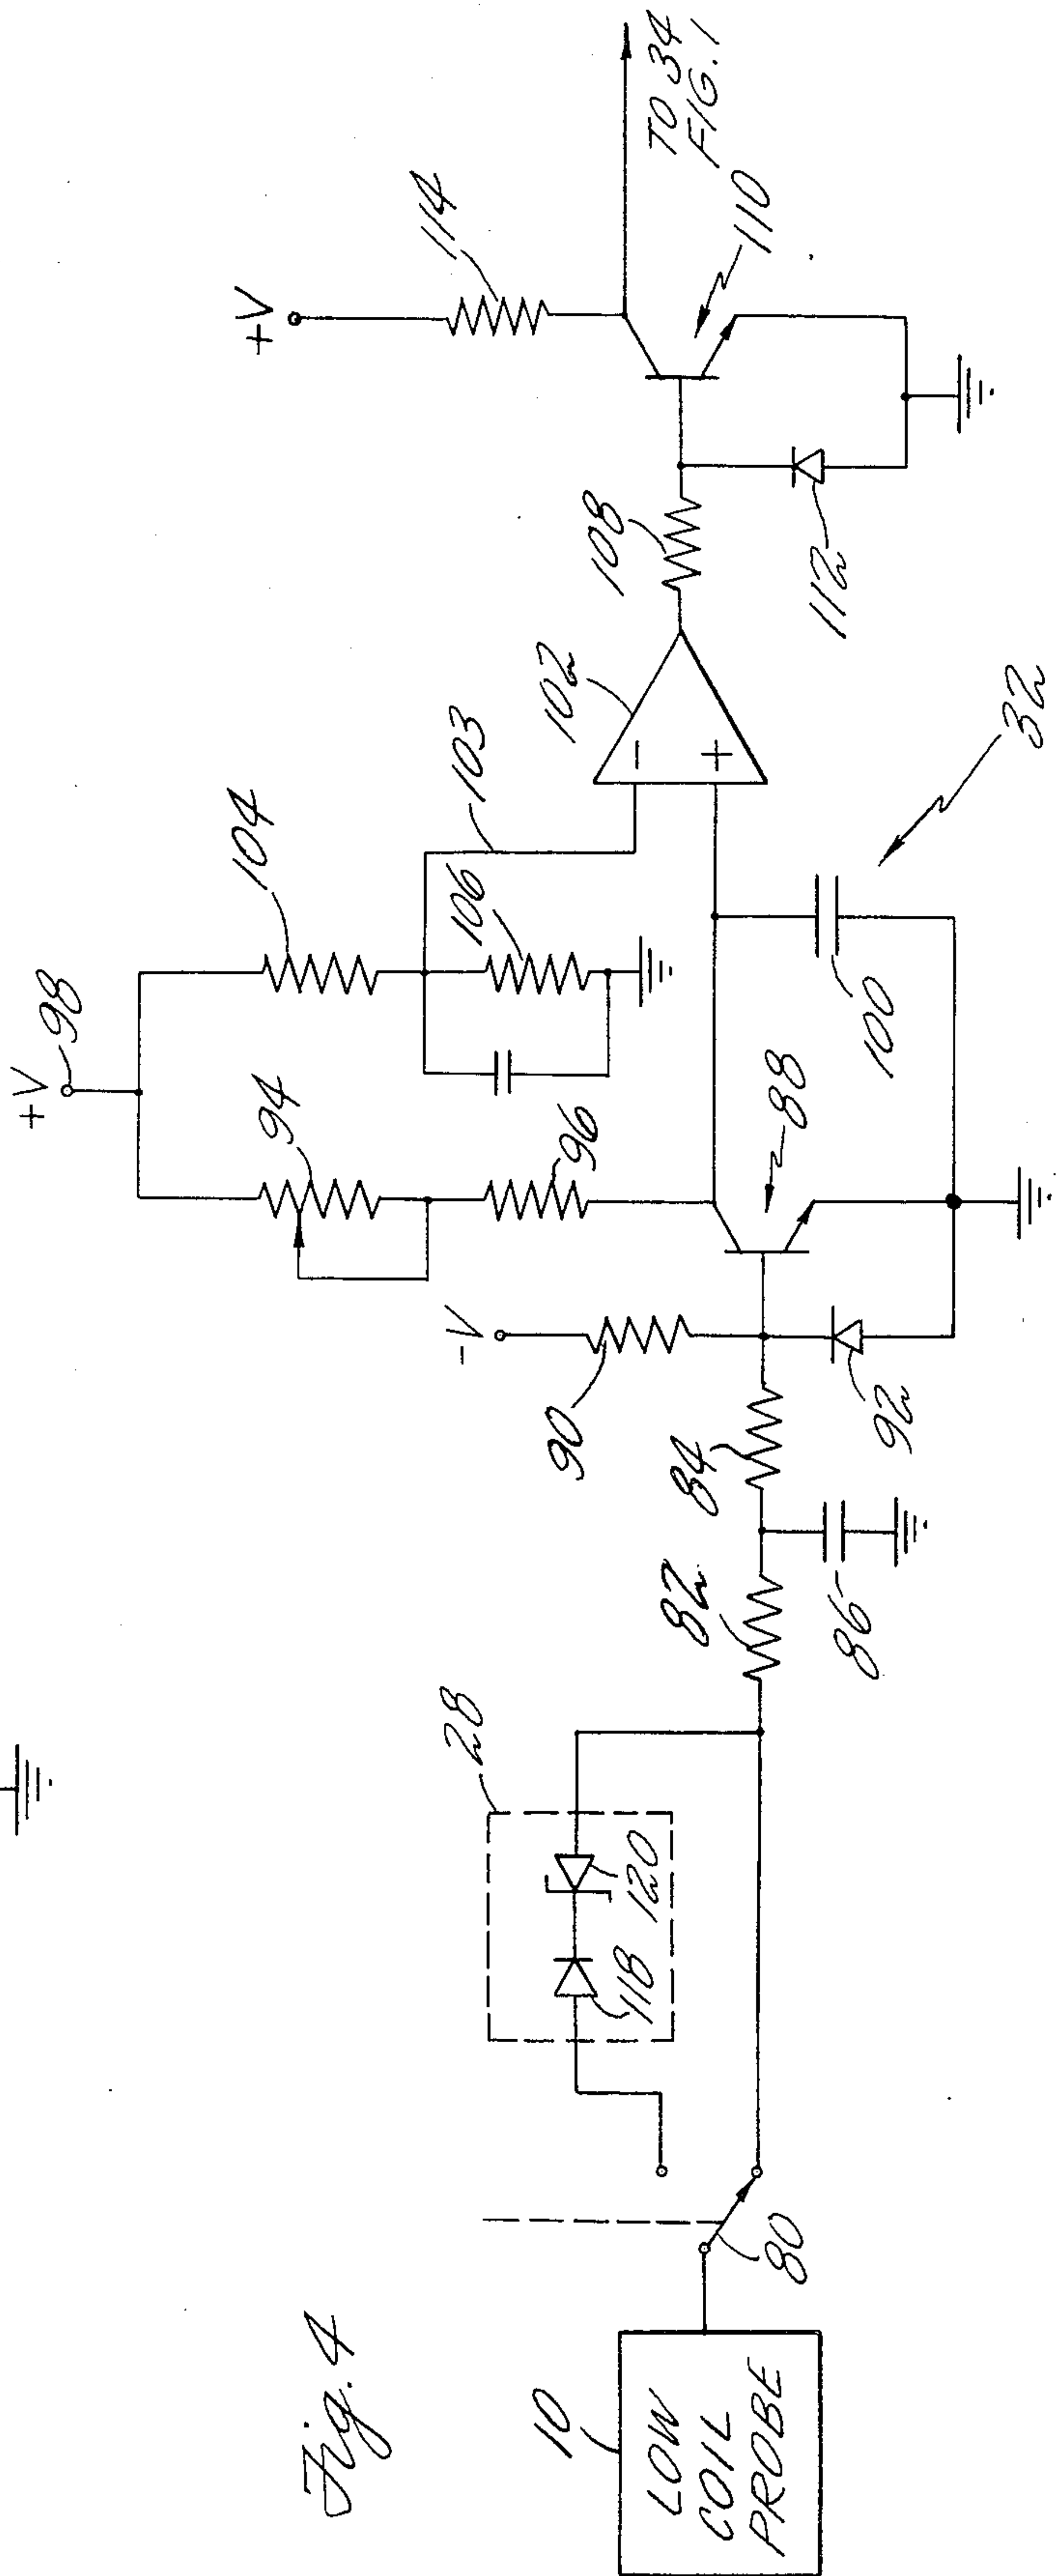 Fig. 4
10
LOW
COIL
PROBE
80
28
118
120
82
86
84
90
-V
92
+V
98
94
96
88
104
106
103
100
102
32
108
112
+V
114
110
TO 34
FIG. 1